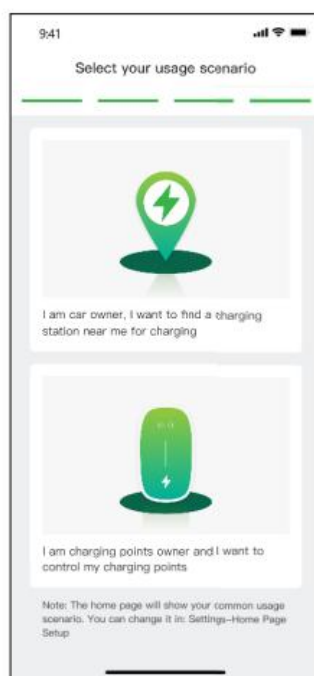 9:41
Select your usage scenario
I am car owner, I want to find a charging
station near me for charging
I am charging points owner and I want to
control my charging points
Note: The home page will show your common usage
scenario. You can change it in: Settings-Home Page
Setup